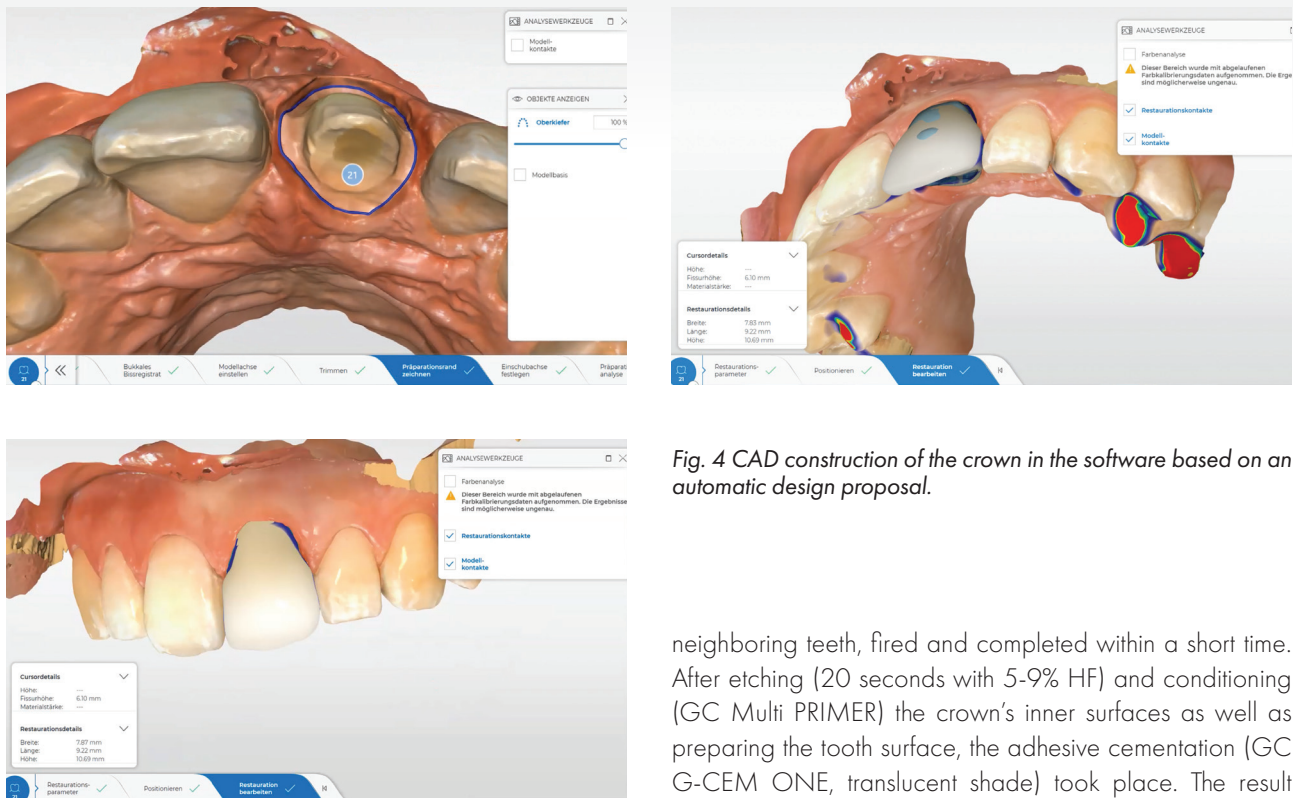 ANALYSEWERKZEUGE
Modell-
kontakte
OBJEKTE ANZEIGEN
Oberkiefer 100 %
Modellbasis
21
21
Bukkales
Bissregistrat
Modellachse
einstellen
Trimmen
Präparationsrand
zeichnen
Einschubachse
festlegen
Präparati
analyse
ANALYSEWERKZEUGE
Farbenanalyse
Dieser Bereich wurde mit abgelaufenen
Farbkalibrierungsdaten aufgenommen. Die Erge
sind möglicherweise ungenau.
Restaurationskontakte
Modell-
kontakte
Cursordetails
Höhe: ---
Fissurhöhe: 6.10 mm
Materialstärke: ---
Restaurationsdetails
Breite: 7.83 mm
Länge: 9.22 mm
Höhe: 10.69 mm
21
Restaurations-
parameter
Positionieren
Restauration
bearbeiten
ANALYSEWERKZEUGE
Farbenanalyse
Dieser Bereich wurde mit abgelaufenen
Farbkalibrierungsdaten aufgenommen. Die Ergebnisse
sind möglicherweise ungenau.
Restaurationskontakte
Modell-
kontakte
Cursordetails
Höhe: ---
Fissurhöhe: 6.10 mm
Materialstärke: ---
Restaurationsdetails
Breite: 7.87 mm
Länge: 9.22 mm
Höhe: 10.69 mm
21
Restaurations-
parameter
Positionieren
Restauration
bearbeiten
Fig. 4 CAD construction of the crown in the software based on an
automatic design proposal.
neighboring teeth, fired and completed within a short time.
After etching (20 seconds with 5-9% HF) and conditioning
(GC Multi PRIMER) the crown's inner surfaces as well as
preparing the tooth surface, the adhesive cementation (GC
G-CEM ONE, translucent shade) took place. The result